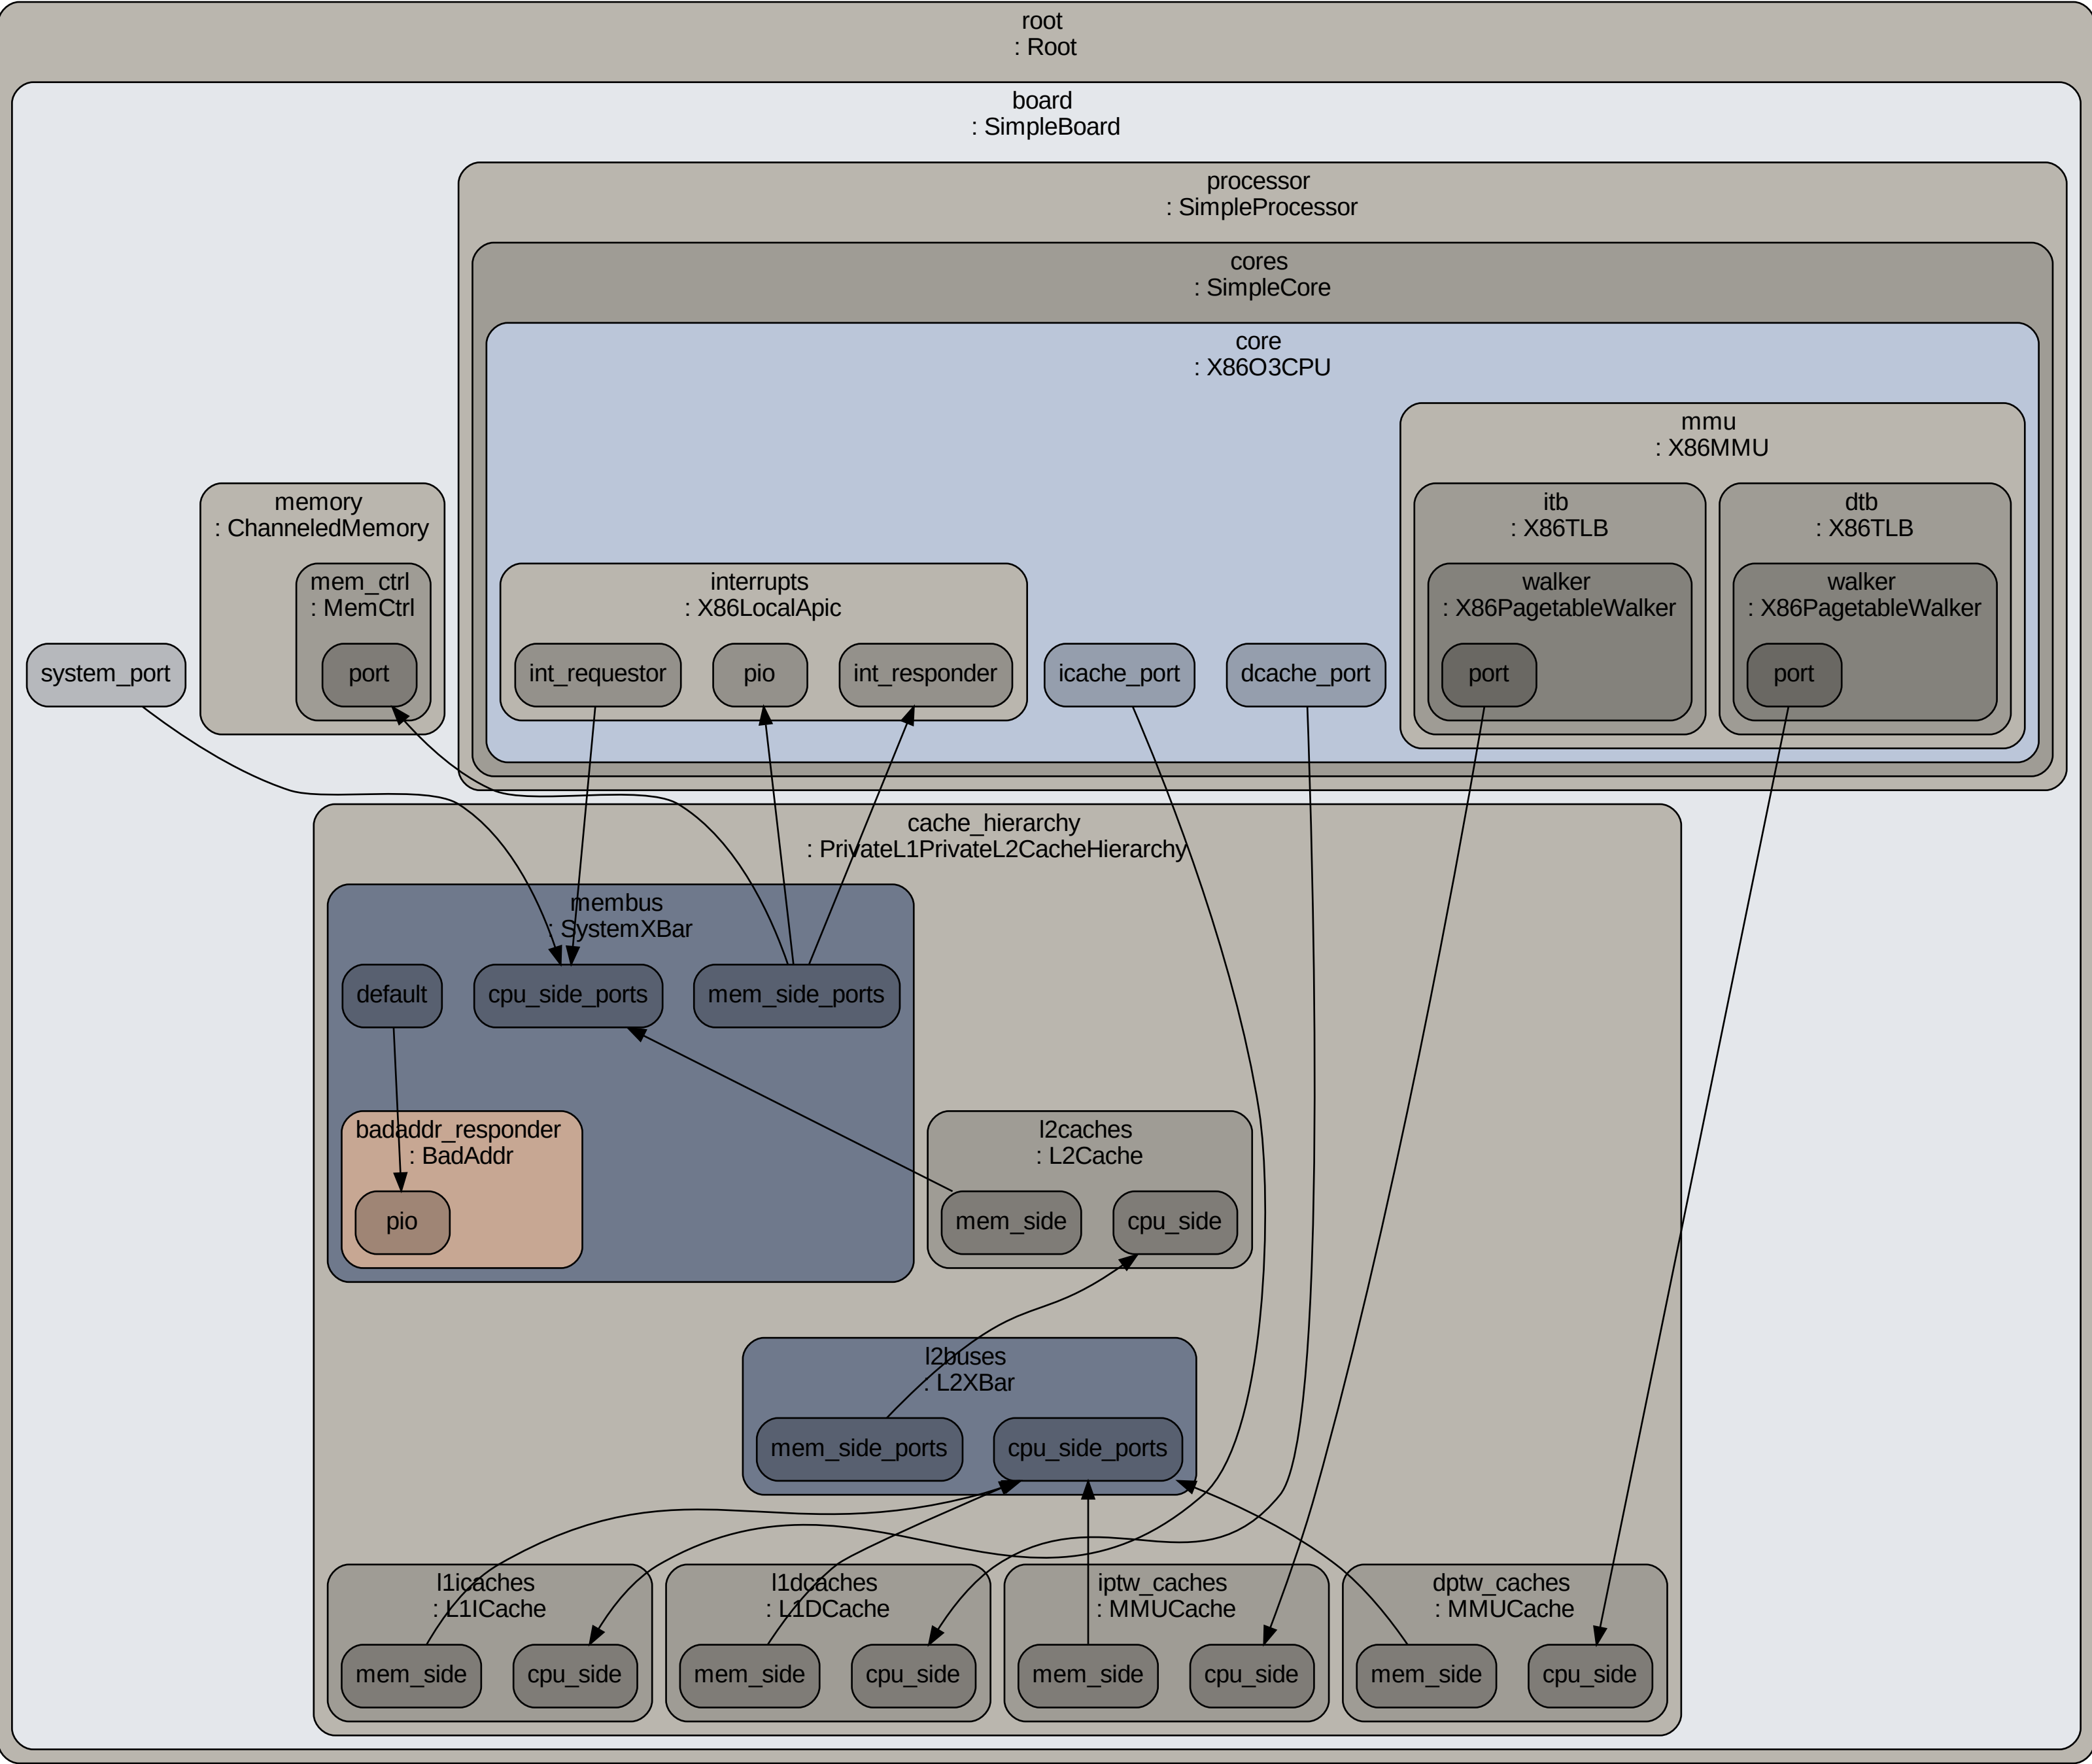 root
: Root
board
: SimpleBoard
processor
: SimpleProcessor
cores
: SimpleCore
core
: X86O3CPU
mmu
: X86MMU
memory
: ChanneledMemory
itb
: X86TLB
dtb
: X86TLB
mem_ctrl
: MemCtrl
interrupts
: X86LocalApic
walker
: X86PagetableWalker
walker
: X86PagetableWalker
system_port
port
int_requestor
pio
int_responder
icache_port
dcache_port
port
port
cache_hierarchy
: PrivateL1PrivateL2CacheHierarchy
membus
: SystemXBar
default
cpu_side_ports
mem_side_ports
badaddr_responder
: BadAddr
pio
l2caches
: L2Cache
mem_side
cpu_side
l2buses
: L2XBar
mem_side_ports
cpu_side_ports
l1icaches
: L1ICache
mem_side
cpu_side
l1dcaches
: L1DCache
mem_side
cpu_side
iptw_caches
: MMUCache
mem_side
cpu_side
dptw_caches
: MMUCache
mem_side
cpu_side